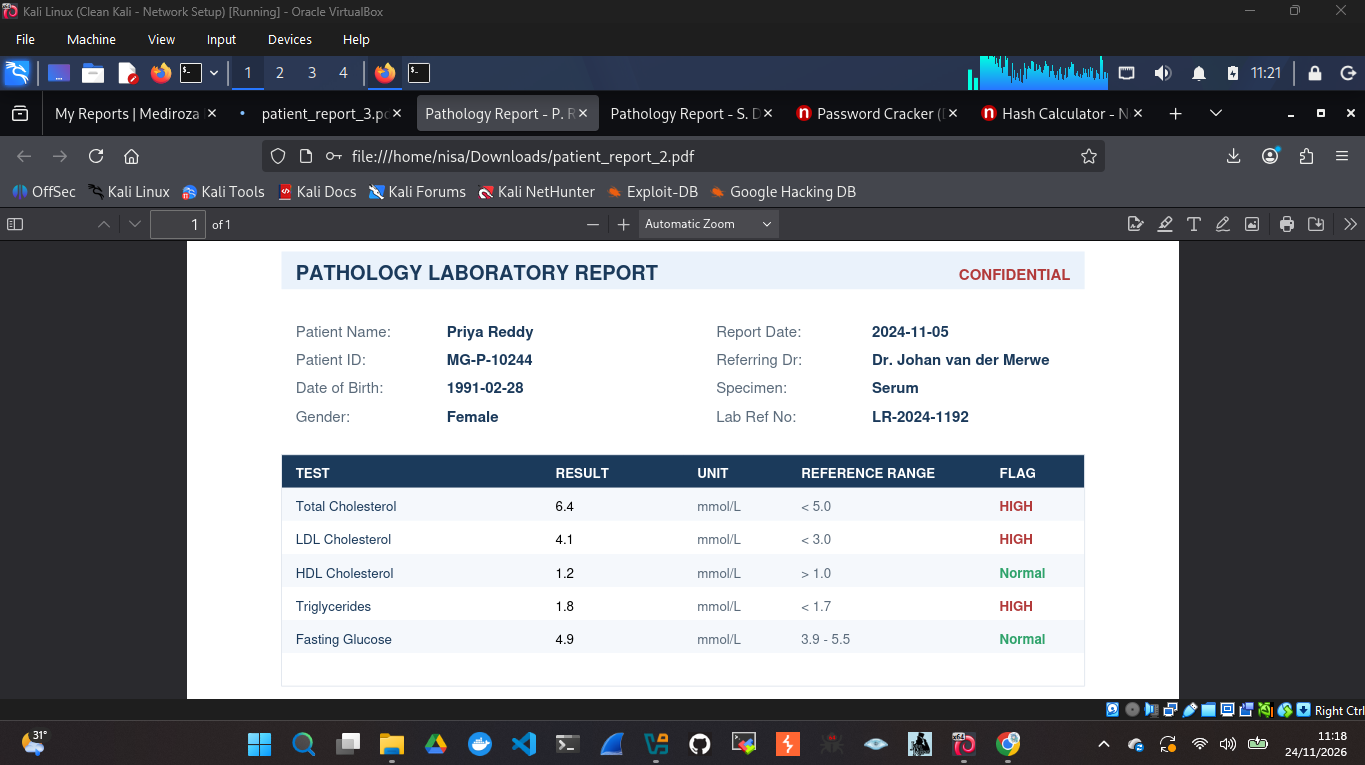 Kali Linux (Clean Kali - Network Setup) [Running] - Oracle VirtualBox
File Machine View Input Devices Help
1 2 3 4 11:21
My Reports | Mediroza patient_report_3.pc Pathology Report - P. R Pathology Report - S. D Password Cracker ( Hash Calculator - N
file:///home/nisa/Downloads/patient_report_2.pdf
OffSec Kali Linux Kali Tools Kali Docs Kali Forums Kali NetHunter Exploit-DB Google Hacking DB
1 of 1 Automatic Zoom
PATHOLOGY LABORATORY REPORT CONFIDENTIAL
Patient Name: Priya Reddy Report Date: 2024-11-05
Patient ID: MG-P-10244 Referring Dr: Dr. Johan van der Merwe
Date of Birth: 1991-02-28 Specimen: Serum
Gender: Female Lab Ref No: LR-2024-1192
TEST RESULT UNIT REFERENCE RANGE FLAG
Total Cholesterol 6.4 mmol/L < 5.0 HIGH
LDL Cholesterol 4.1 mmol/L < 3.0 HIGH
HDL Cholesterol 1.2 mmol/L > 1.0 Normal
Triglycerides 1.8 mmol/L < 1.7 HIGH
Fasting Glucose 4.9 mmol/L 3.9 - 5.5 Normal
Right Ctrl
31°
11:18
24/11/2026